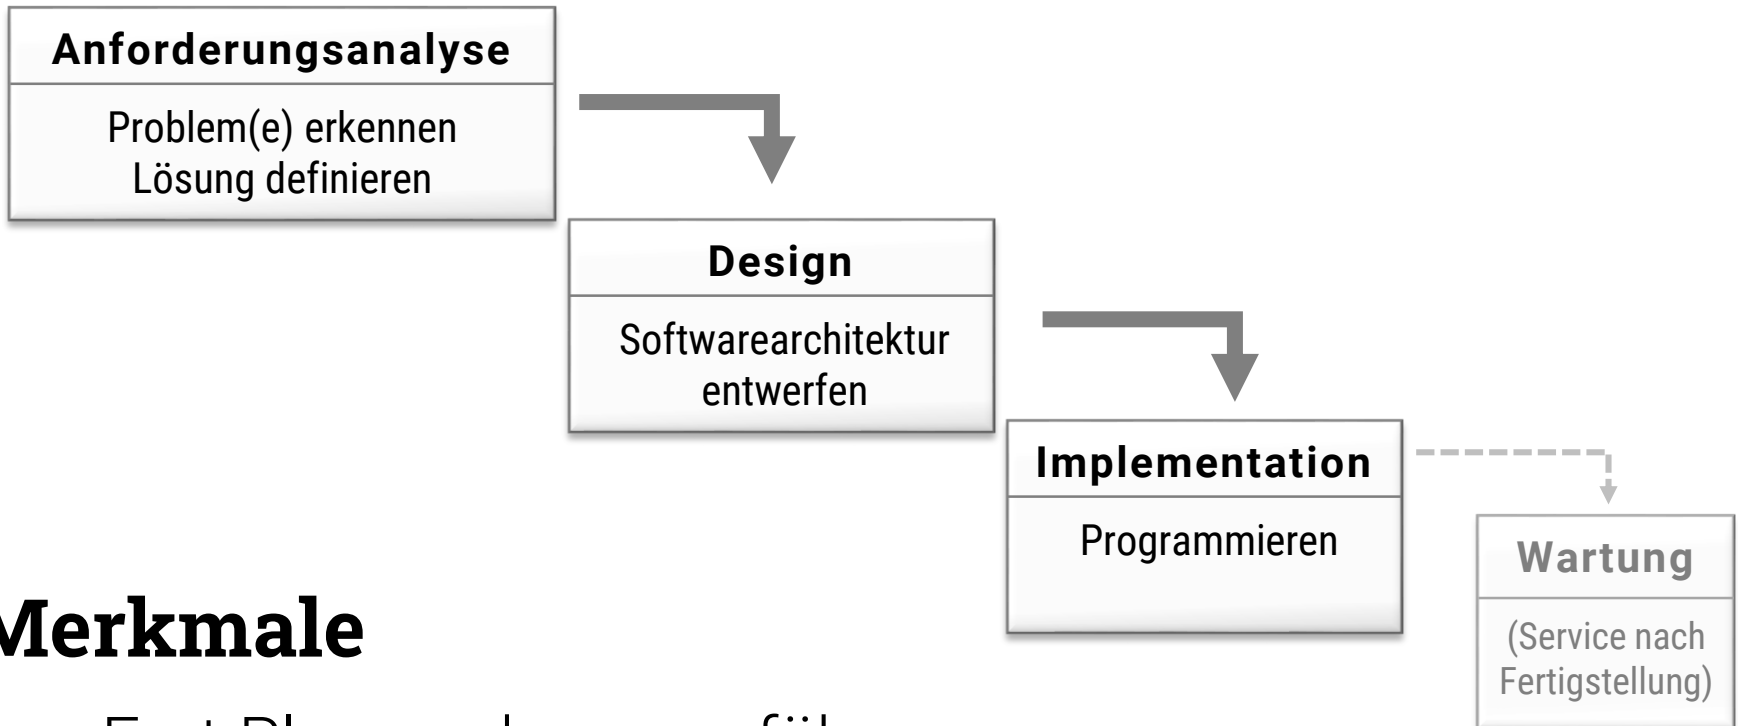 Anforderungsanalyse
Problem(e) erkennen
Lösung definieren
Design
Softwarearchitektur
entwerfen
Implementation
Programmieren
Wartung
(Service nach
Fertigstellung)
Merkmale